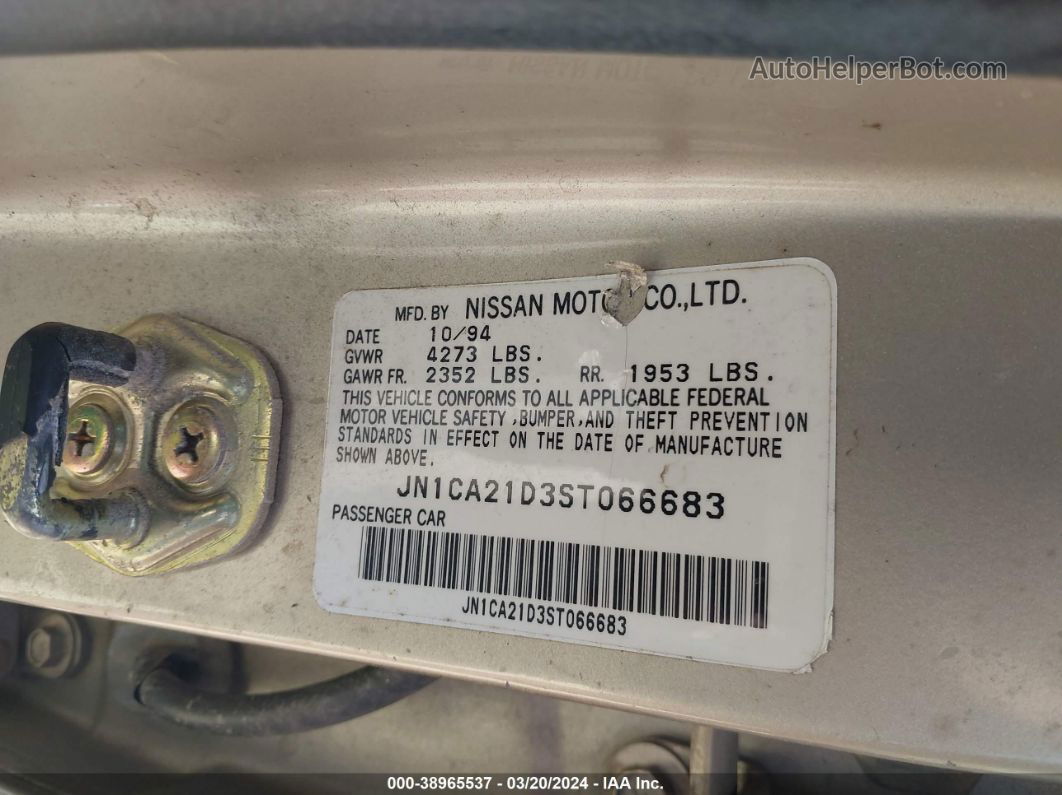 AutoHelperBot.com
MFD. BY NISSAN MOTOR CO.,LTD.
DATE 10/94
GVWR 4273 LBS.
GAWR FR. 2352 LBS. RR. 1953 LBS.
THIS VEHICLE CONFORMS TO ALL APPLICABLE FEDERAL
MOTOR VEHICLE SAFETY,BUMPER,AND THEFT PREVENTION
STANDARDS IN EFFECT ON THE DATE OF MANUFACTURE
SHOWN ABOVE.
JN1CA21D3ST066683
PASSENGER CAR
JN1CA21D3ST066683
000-38965537 - 03/20/2024 - IAA Inc.